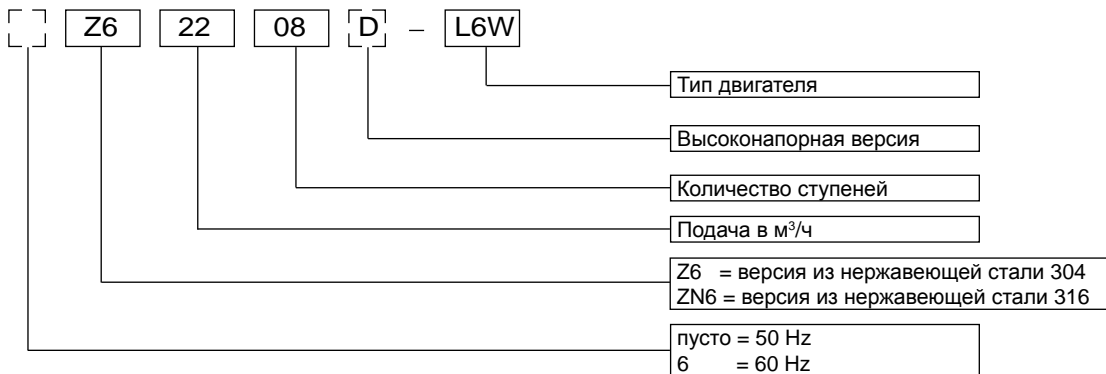 Z6 22 08 D – L6W
Тип двигателя
Высоконапорная версия
Количество ступеней
Подача в м³/ч
Z6 = версия из нержавеющей стали 304
ZN6 = версия из нержавеющей стали 316
пусто = 50 Hz
6 = 60 Hz